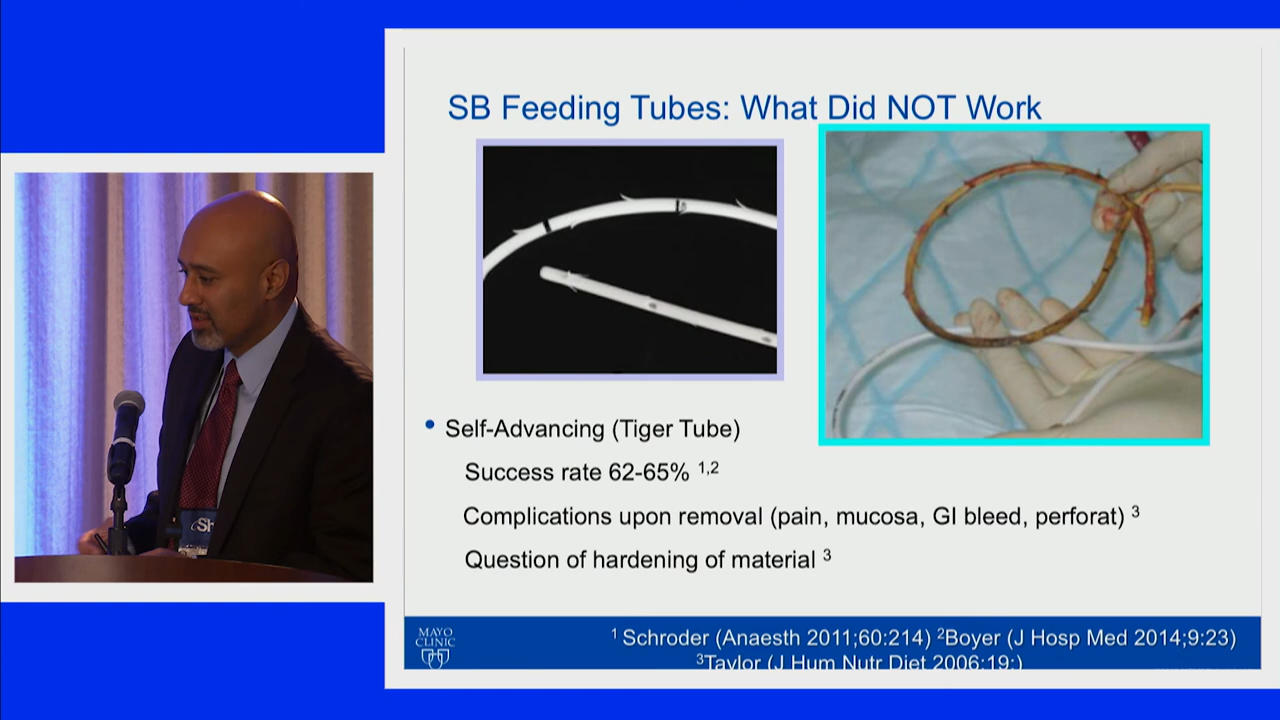 SB Feeding Tubes: What Did NOT Work
• Self-Advancing (Tiger Tube)
Success rate 62-65% 1,2
Complications upon removal (pain, mucosa, GI bleed, perforat) 3
Question of hardening of material 3
MAYO
CLINIC
1 Schroder (Anaesth 2011;60:214) 2Boyer (J Hosp Med 2014;9:23)
3Taylor (J Hum Nutr Diet 2006;19;)